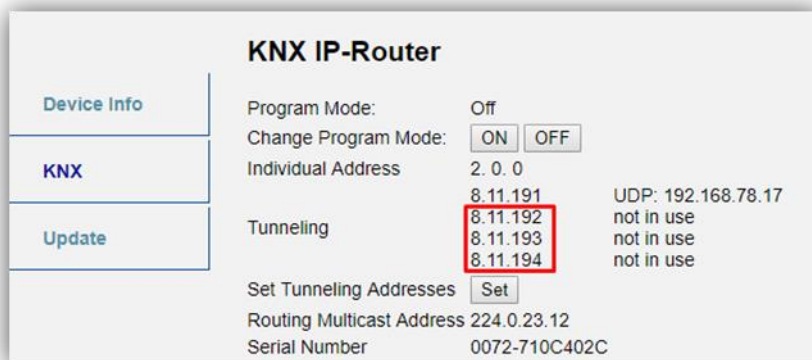 KNX IP-Router
Device Info
KNX
Update
Program Mode: Off
Change Program Mode: ON OFF
Individual Address 2. 0. 0
Tunneling
8.11.191 UDP: 192.168.78.17
8.11.192 not in use
8.11.193 not in use
8.11.194 not in use
Set Tunneling Addresses Set
Routing Multicast Address 224.0.23.12
Serial Number 0072-710C402C